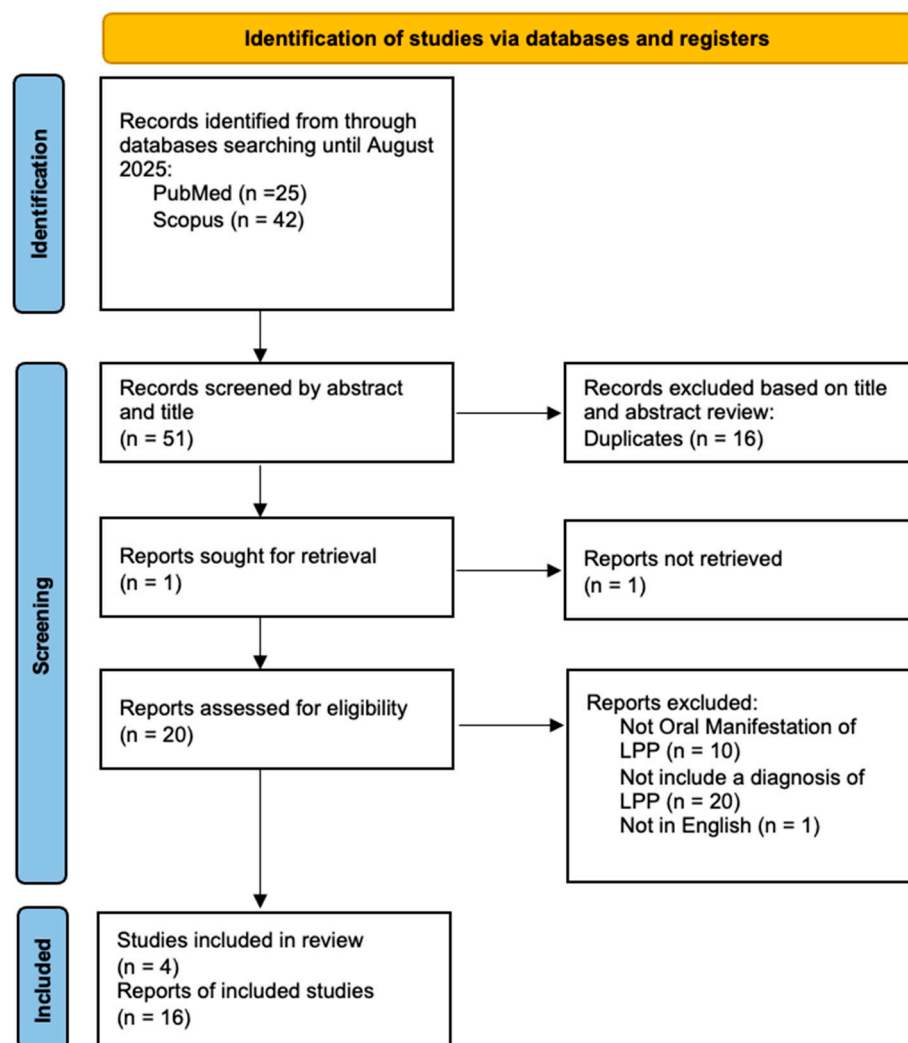 Identification of studies via databases and registers
Identification
Records identified from through
databases searching until August
2025:
PubMed (n =25)
Scopus (n = 42)
Screening
Records screened by abstract
and title
(n = 51)
Records excluded based on title
and abstract review:
Duplicates (n = 16)
Reports sought for retrieval
(n = 1)
Reports not retrieved
(n = 1)
Reports assessed for eligibility
(n = 20)
Reports excluded:
Not Oral Manifestation of
LPP (n = 10)
Not include a diagnosis of
LPP (n = 20)
Not in English (n = 1)
Included
Studies included in review
(n = 4)
Reports of included studies
(n = 16)